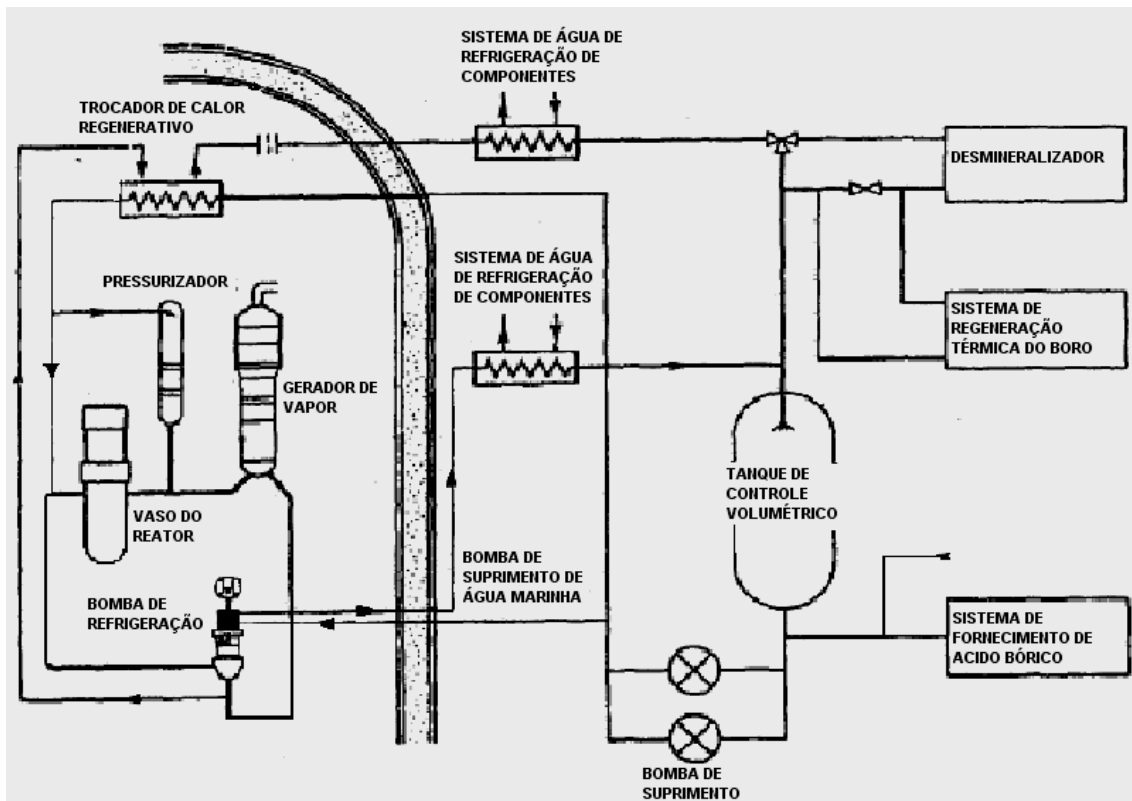 SISTEMA DE ÁGUA DE
REFRIGERAÇÃO DE
COMPONENTES
TROCADOR DE CALOR
REGENERATIVO
DESMINERALIZADOR
SISTEMA DE ÁGUA
DE REFRIGERAÇÃO
DE COMPONENTES
PRESSURIZADOR
SISTEMA DE
REGENERAÇÃO
TÉRMICA DO BORO
GERADOR DE
VAPOR
TANQUE DE
CONTROLE
VOLUMÉTRICO
VASO DO
REATOR
BOMBA DE
SUPRIMENTO DE
ÁGUA MARINHA
BOMBA DE
REFRIGERAÇÃO
SISTEMA DE
FORNECIMENTO DE
ACIDO BÓRICO
BOMBA DE
SUPRIMENTO